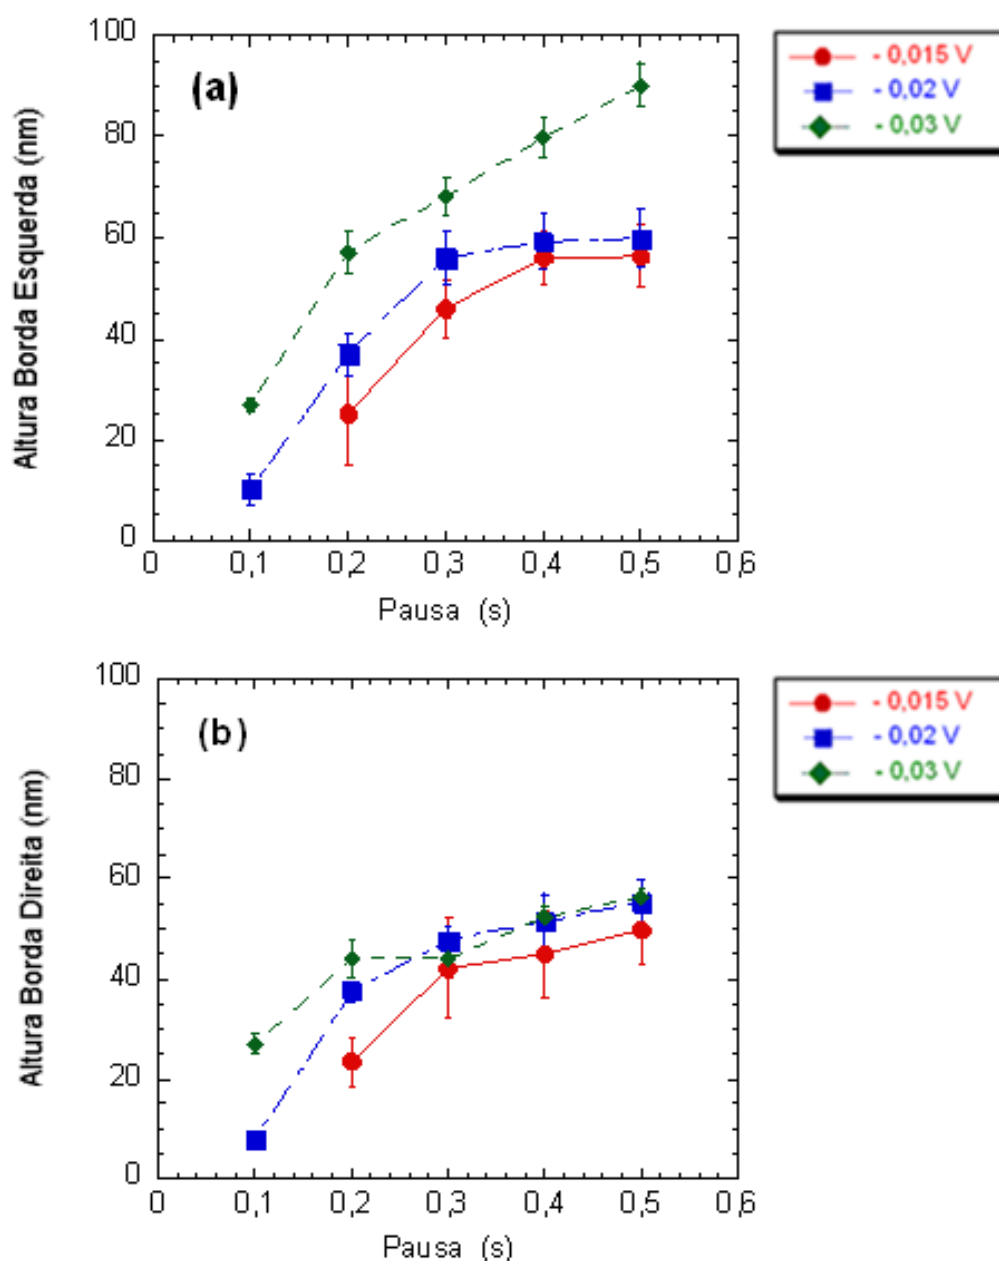 100
80
60
40
20
0
Altura Borda Esquerda (nm)
(a)
0 0,1 0,2 0,3 0,4 0,5 0,6
Pausa (s)
- 0,015 V
- 0,02 V
- 0,03 V
100
80
60
40
20
0
Altura Borda Direita (nm)
(b)
0 0,1 0,2 0,3 0,4 0,5 0,6
Pausa (s)
- 0,015 V
- 0,02 V
- 0,03 V